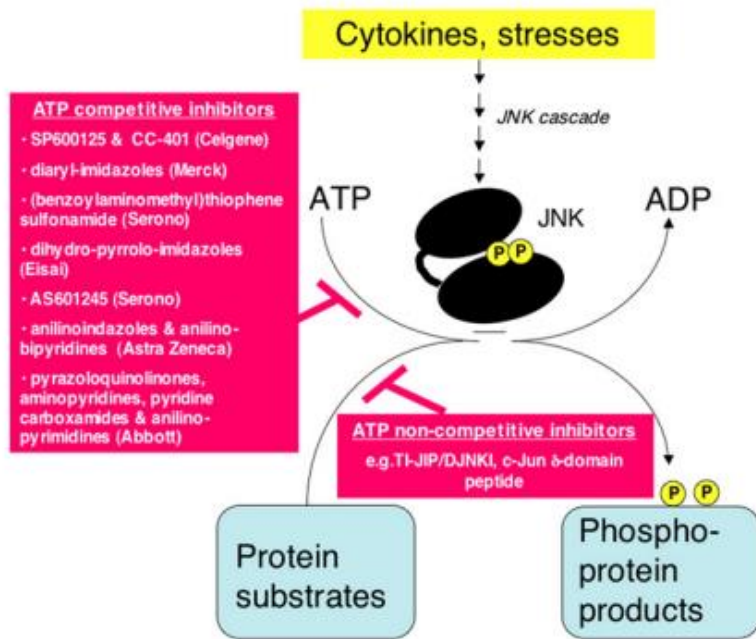 Cytokines, stresses
ATP competitive inhibitors
· SP600125 & CC-401 (Celgene)
· diaryl-imidazoles (Merck)
· (benzoylaminomethyl)thiophene
sulfonamide (Serono)
· dihydro-pyrrolo-imidazoles
(Eisai)
· AS601245 (Serono)
· anilinoindazoles & anilino-
bipyridines (Astra Zeneca)
· pyrazoloquinolinones,
aminopyridines, pyridine
carboxamides & anilino-
pyrimidines (Abbott)
JNK cascade
ATP
JNK
ADP
P P
ATP non-competitive inhibitors
e.g.TI-JIP/DJNKI, c-Jun δ-domain
peptide
P P
Protein
substrates
Phospho-
protein
products